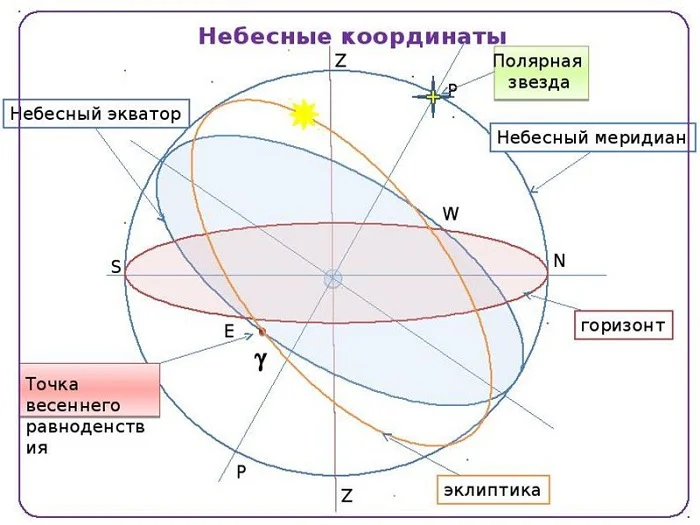 Небесные координаты
Z
Полярная
звезда
P
Небесный экватор
Небесный меридиан
W
S
N
горизонт
E
γ
Точка
весеннего
равноденств
ия
P
Z
эклиптика